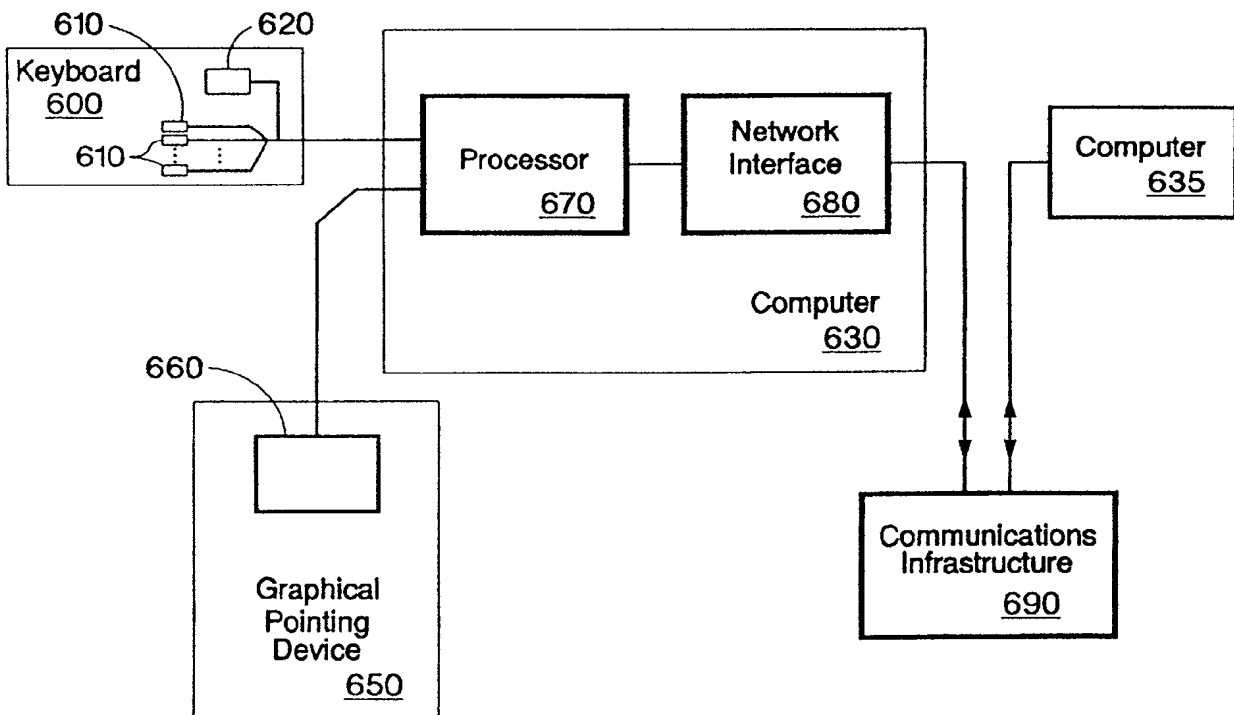 610
620
Keyboard
600
610
Processor
670
Network
Interface
680
Computer
635
Computer
630
660
Graphical
Pointing
Device
650
Communications
Infrastructure
690